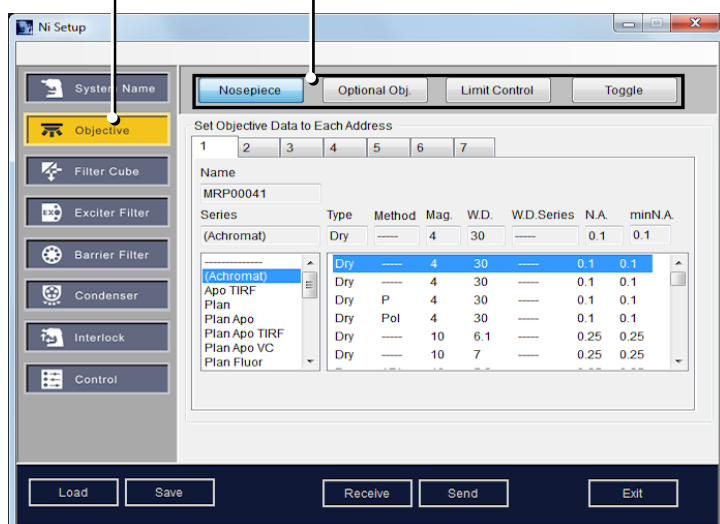 Ni Setup
System Name
Objective
Filter Cube
EXC Exciter Filter
Barrier Filter
Condenser
Interlock
Control
Nosepiece Optional Obj. Limit Control Toggle
Set Objective Data to Each Address
1 2 3 4 5 6 7
Name
MRP00041
Series Type Method Mag. W.D. W.D.Series N.A. minN.A.
(Achromat) Dry ----- 4 30 ----- 0.1 0.1
--------------
(Achromat)
Apo TIRF
Plan
Plan Apo
Plan Apo TIRF
Plan Apo VC
Plan Fluor
Dry ----- 4 30 ----- 0.1 0.1
Dry ----- 4 30 ----- 0.1 0.1
Dry P 4 30 ----- 0.1 0.1
Dry Pol 4 30 ----- 0.1 0.1
Dry ----- 10 6.1 ----- 0.25 0.25
Dry ----- 10 7 ----- 0.25 0.25
Load Save Receive Send Exit